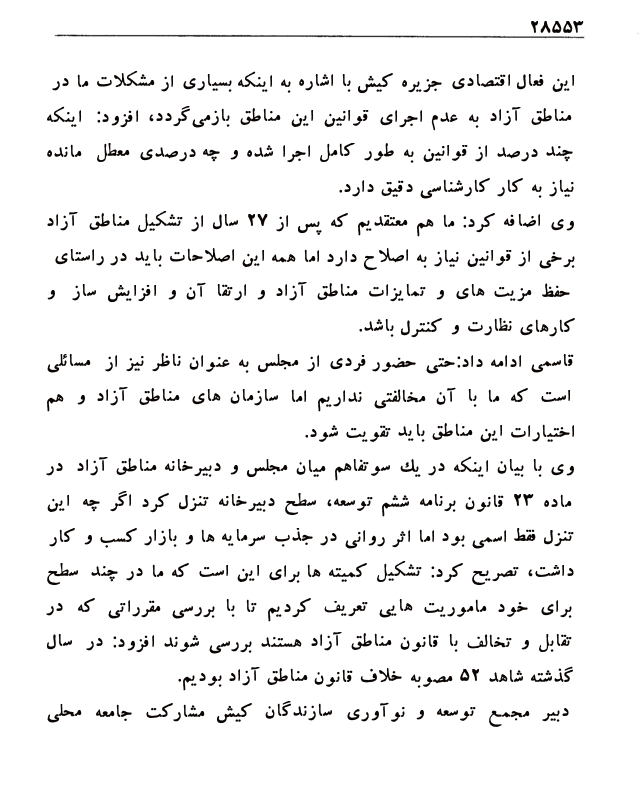 ۲۸۵۵۳
این فعال اقتصادی جزیره کیش با اشاره به اینکه بسیاری از مشکلات ما در
مناطق آزاد به عدم اجرای قوانین این مناطق بازمی‌گردد، افزود: اینکه
چند درصد از قوانین به طور کامل اجرا شده و چه درصدی معطل مانده
نیاز به کار کارشناسی دقیق دارد.
وی اضافه کرد: ما هم معتقدیم که پس از ۲۷ سال از تشکیل مناطق آزاد
برخی از قوانین نیاز به اصلاح دارد اما همه این اصلاحات باید در راستای
حفظ مزیت های و تمایزات مناطق آزاد و ارتقا آن و افزایش ساز و
کارهای نظارت و کنترل باشد.
قاسمی ادامه داد:حتی حضور فردی از مجلس به عنوان ناظر نیز از مسائلی
است که ما با آن مخالفتی نداریم اما سازمان های مناطق آزاد و هم
اختیارات این مناطق باید تقویت شود.
وی با بیان اینکه در یك سوتفاهم میان مجلس و دبیرخانه مناطق آزاد در
ماده ۲۳ قانون برنامه ششم توسعه، سطح دبیرخانه تنزل کرد اگر چه این
تنزل فقط اسمی بود اما اثر روانی در جذب سرمایه ها و بازار کسب و کار
داشت، تصریح کرد: تشکیل کمیته ها برای این است که ما در چند سطح
برای خود ماموریت هایی تعریف کردیم تا با بررسی مقرراتی که در
تقابل و تخالف با قانون مناطق آزاد هستند بررسی شوند افزود: در سال
گذشته شاهد ۵۲ مصوبه خلاف قانون مناطق آزاد بودیم.
دبیر مجمع توسعه و نوآوری سازندگان کیش مشارکت جامعه محلی